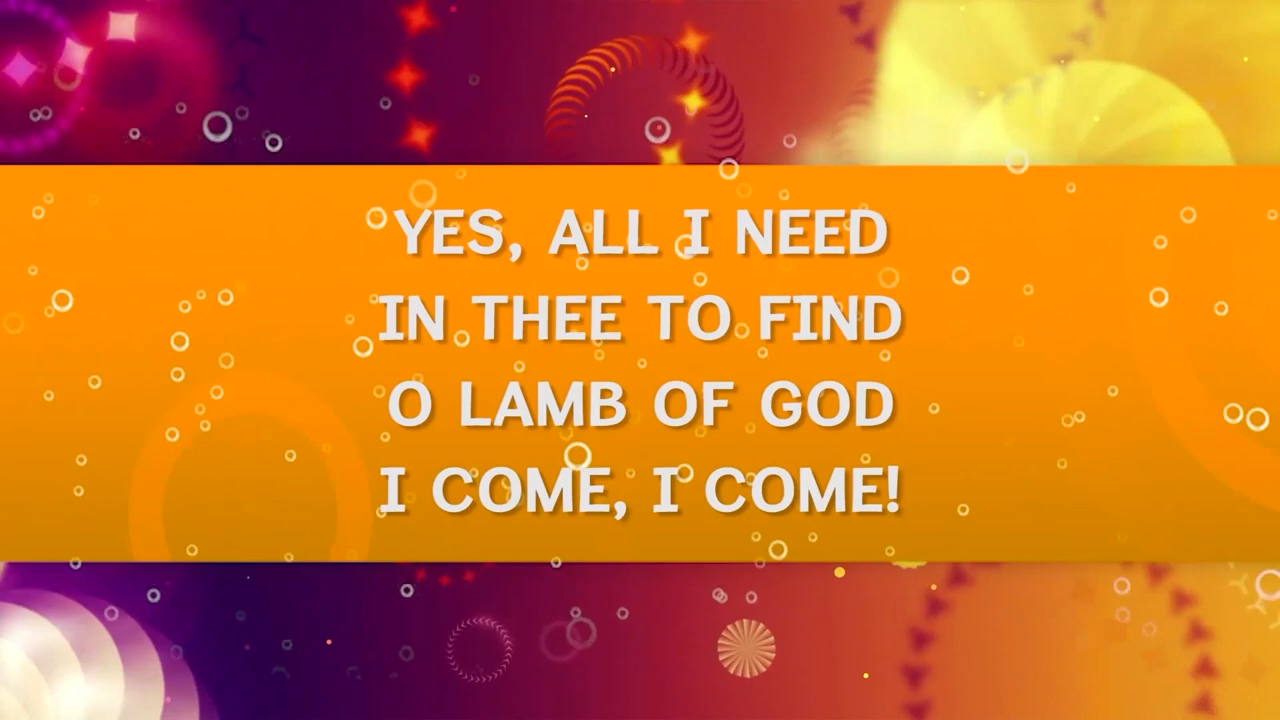 YES, ALL I NEED
IN THEE TO FIND
O LAMB OF GOD
I COME, I COME!